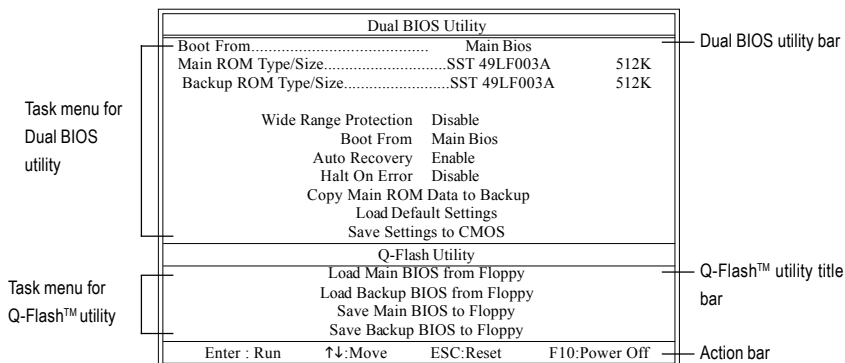 Dual BIOS Utility
Boot From.......................................... Main Bios
Main ROM Type/Size.............................SST 49LF003A 512K
Backup ROM Type/Size.........................SST 49LF003A 512K
Wide Range Protection Disable
Boot From Main Bios
Auto Recovery Enable
Halt On Error Disable
Copy Main ROM Data to Backup
Load Default Settings
Save Settings to CMOS
Q-Flash Utility
Load Main BIOS from Floppy
Load Backup BIOS from Floppy
Save Main BIOS to Floppy
Save Backup BIOS to Floppy
Enter : Run ↑↓:Move ESC:Reset F10:Power Off
Task menu for
Dual BIOS
utility
Task menu for
Q-Flash™ utility
Dual BIOS utility bar
Q-Flash™ utility title
bar
Action bar